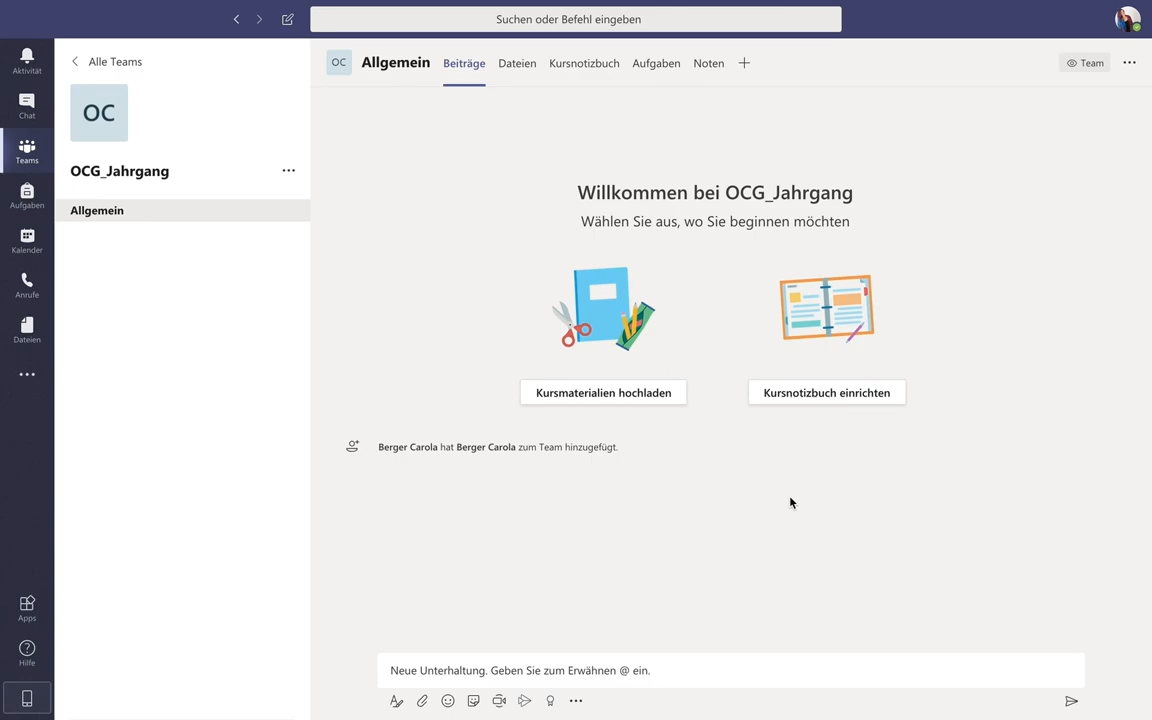 Suchen oder Befehl eingeben
Aktivität
Chat
Teams
Aufgaben
Kalender
Anrufe
Dateien
Apps
Hilfe
Alle Teams
OC
OCG_Jahrgang
Allgemein
OC Allgemein Beiträge Dateien Kursnotizbuch Aufgaben Noten Team
Willkommen bei OCG_Jahrgang
Wählen Sie aus, wo Sie beginnen möchten
Kursmaterialien hochladen Kursnotizbuch einrichten
Berger Carola hat Berger Carola zum Team hinzugefügt.
Neue Unterhaltung. Geben Sie zum Erwähnen @ ein.